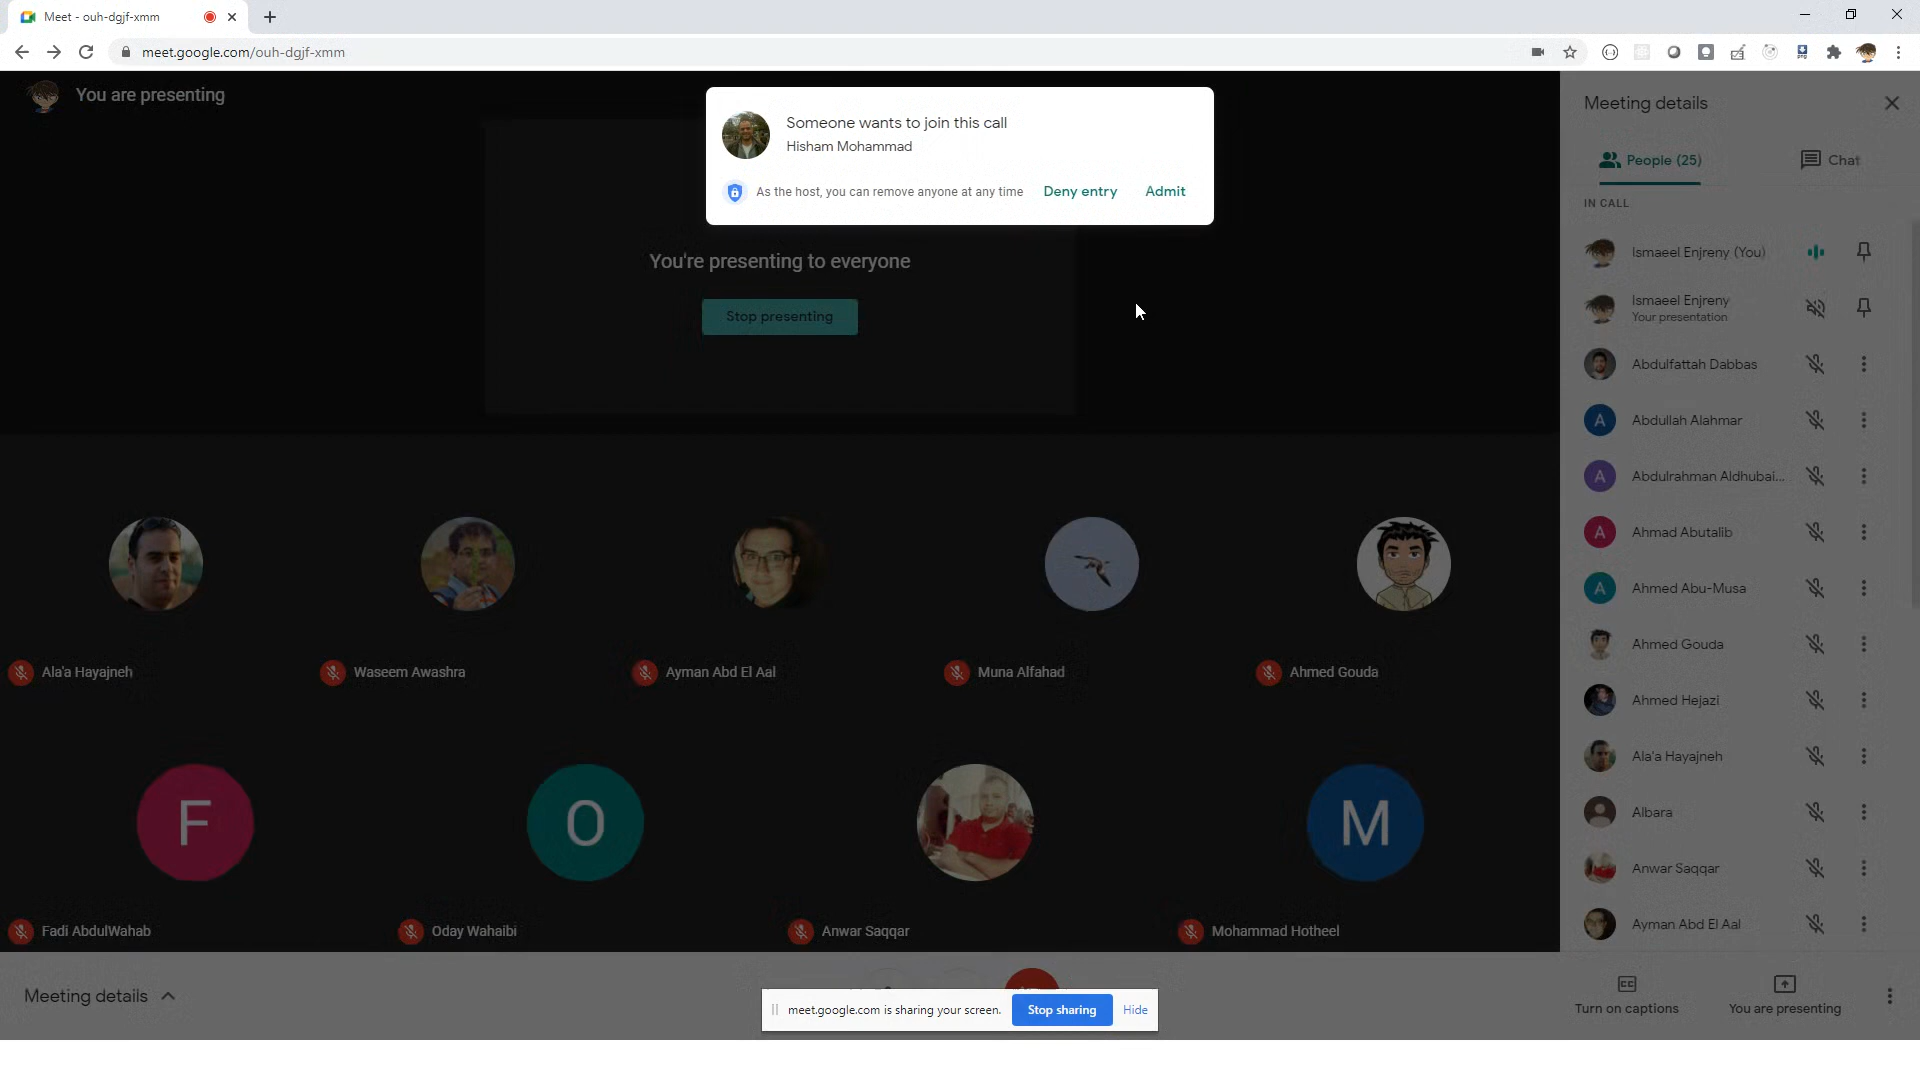 Meet - ouh-dgjf-xmm
meet.google.com/ouh-dgjf-xmm
You are presenting
Someone wants to join this call
Hisham Mohammad
As the host, you can remove anyone at any time
Deny entry
Admit
You're presenting to everyone
Stop presenting
Ala'a Hayajneh
Waseem Awashra
Ayman Abd El Aal
Muna Alfahad
Ahmed Gouda
F
O
M
Fadi AbdulWahab
Oday Wahaibi
Anwar Saqqar
Mohammad Hotheel
Meeting details
People (25)
Chat
IN CALL
Ismaeel Enjreny (You)
Ismaeel Enjreny
Your presentation
Abdulfattah Dabbas
A Abdullah Alahmar
A Abdulrahman Aldhubai...
A Ahmad Abutalib
A Ahmed Abu-Musa
Ahmed Gouda
Ahmed Hejazi
Ala'a Hayajneh
Albara
Anwar Saqqar
Ayman Abd El Aal
Meeting details
meet.google.com is sharing your screen.
Stop sharing
Hide
CC
Turn on captions
You are presenting